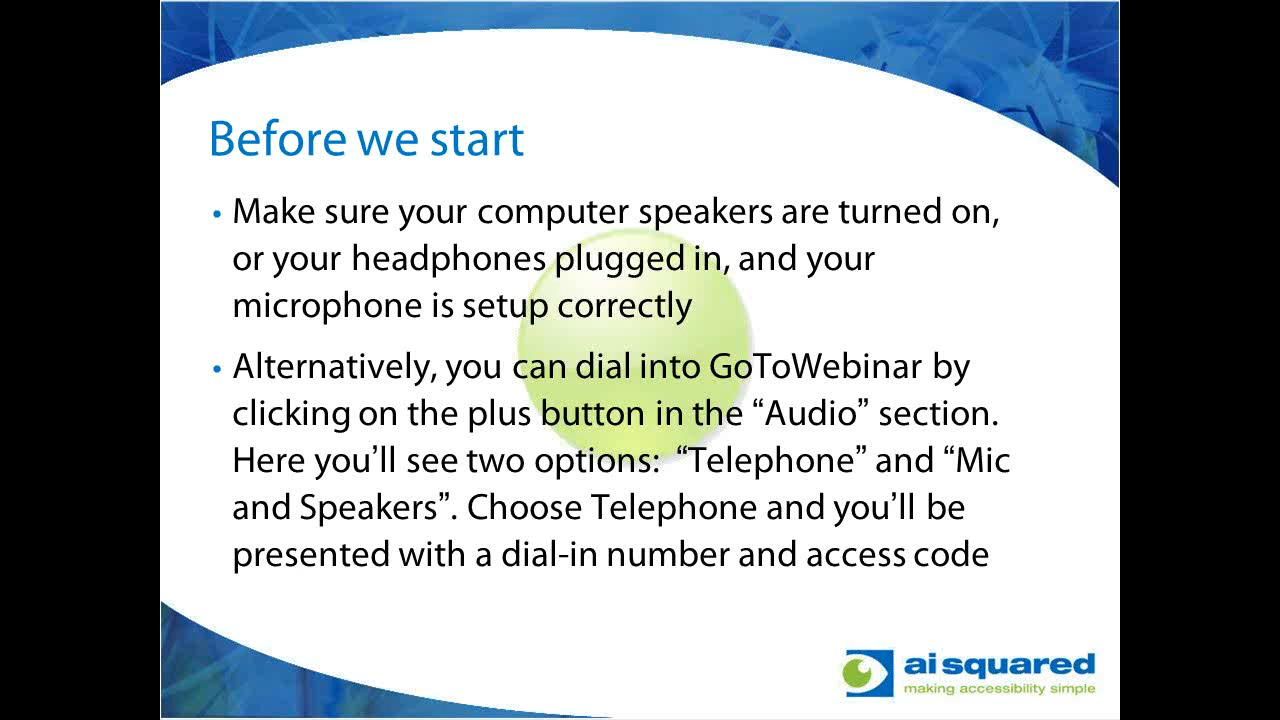 Before we start
• Make sure your computer speakers are turned on,
or your headphones plugged in, and your
microphone is setup correctly
• Alternatively, you can dial into GoToWebinar by
clicking on the plus button in the “Audio” section.
Here you’ll see two options:  “Telephone” and “Mic
and Speakers”. Choose Telephone and you’ll be
presented with a dial-in number and access code
ai squared
making accessibility simple